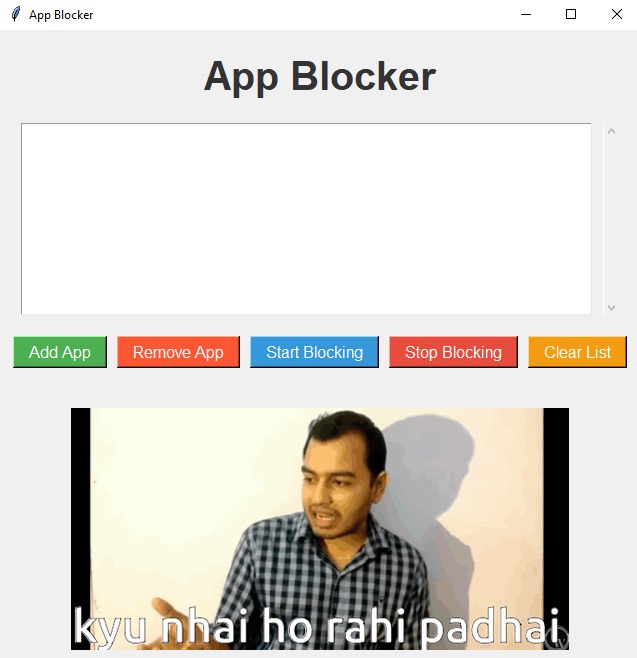 App Blocker
App Blocker
Add App Remove App Start Blocking Stop Blocking Clear List
kyu nhai ho rahi padhai